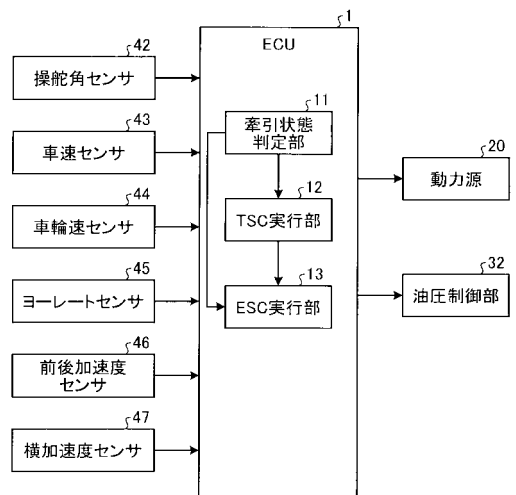 42
操舵角センサ
43
車速センサ
44
車輪速センサ
45
ヨーレートセンサ
46
前後加速度
センサ
47
横加速度センサ
1
ECU
11
牽引状態
判定部
12
TSC実行部
13
ESC実行部
20
動力源
32
油圧制御部